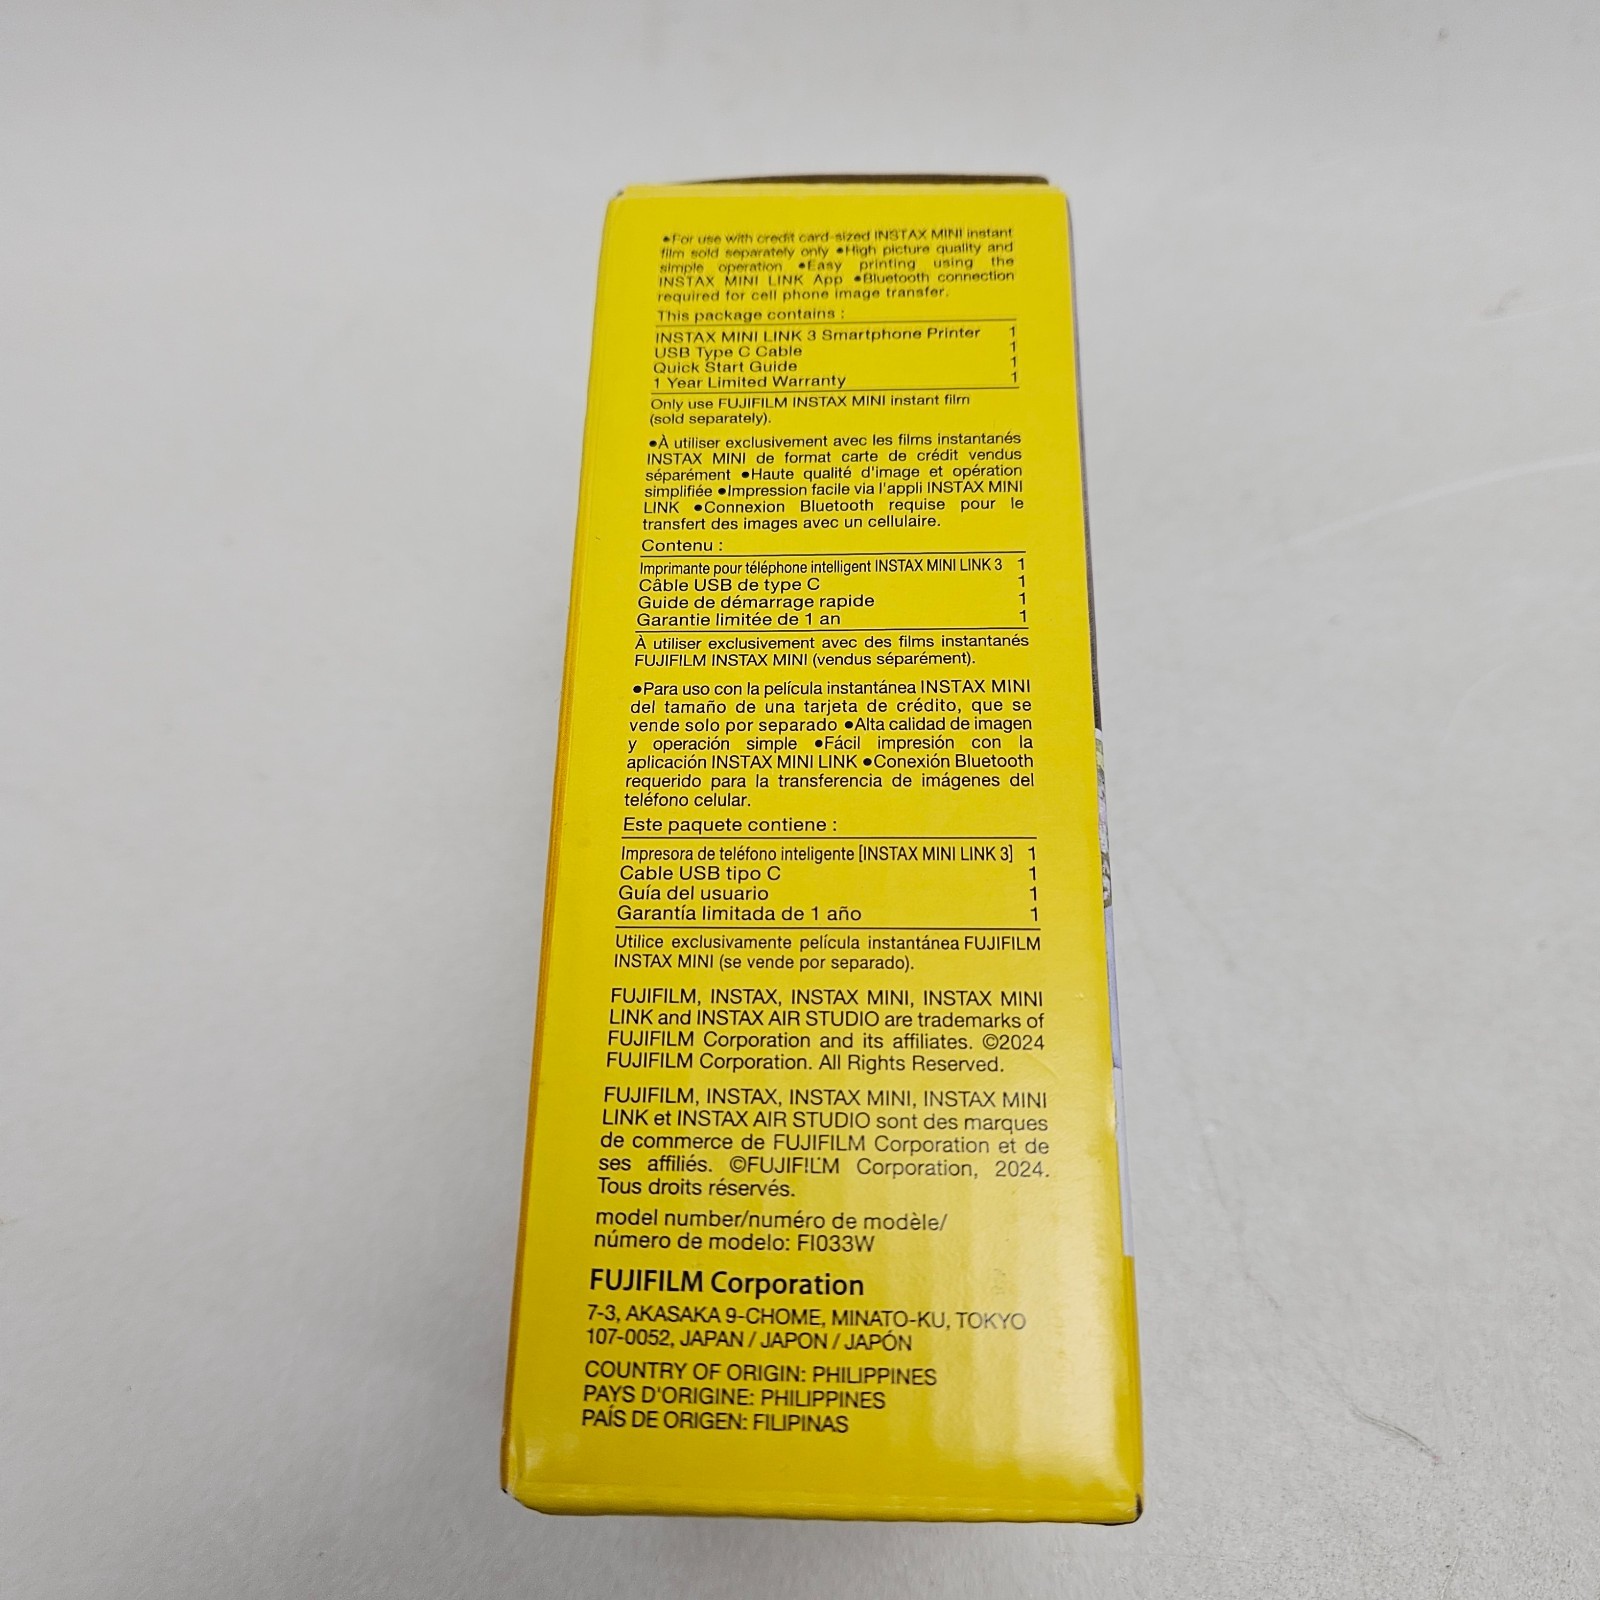 ●For use with credit card-sized INSTAX MINI instant
film sold separately only ●High picture quality and
simple operation ●Easy printing using the
INSTAX MINI LINK App ●Bluetooth connection
required for cell phone image transfer.
This package contains :
INSTAX MINI LINK 3 Smartphone Printer 1
USB Type C Cable 1
Quick Start Guide 1
1 Year Limited Warranty 1
Only use FUJIFILM INSTAX MINI instant film
(sold separately).
●À utiliser exclusivement avec les films instantanés
INSTAX MINI de format carte de crédit vendus
séparément ●Haute qualité d'image et opération
simplifiée ●Impression facile via l'appli INSTAX MINI
LINK ●Connexion Bluetooth requise pour le
transfert des images avec un cellulaire.
Contenu :
Imprimante pour téléphone intelligent INSTAX MINI LINK 3 1
Câble USB de type C 1
Guide de démarrage rapide 1
Garantie limitée de 1 an 1
À utiliser exclusivement avec des films instantanés
FUJIFILM INSTAX MINI (vendus séparément).
●Para uso con la película instantánea INSTAX MINI
del tamaño de una tarjeta de crédito, que se
vende solo por separado ●Alta calidad de imagen
y operación simple ●Fácil impresión con la
aplicación INSTAX MINI LINK ●Conexión Bluetooth
requerido para la transferencia de imágenes del
teléfono celular.
Este paquete contiene :
Impresora de teléfono inteligente [INSTAX MINI LINK 3] 1
Cable USB tipo C 1
Guía del usuario 1
Garantía limitada de 1 año 1
Utilice exclusivamente película instantánea FUJIFILM
INSTAX MINI (se vende por separado).
FUJIFILM, INSTAX, INSTAX MINI, INSTAX MINI
LINK and INSTAX AIR STUDIO are trademarks of
FUJIFILM Corporation and its affiliates. ©2024
FUJIFILM Corporation. All Rights Reserved.
FUJIFILM, INSTAX, INSTAX MINI, INSTAX MINI
LINK et INSTAX AIR STUDIO sont des marques
de commerce de FUJIFILM Corporation et de
ses affiliés. ©FUJIFILM Corporation, 2024.
Tous droits réservés.
model number/numéro de modèle/
número de modelo: FI033W
FUJIFILM Corporation
7-3, AKASAKA 9-CHOME, MINATO-KU, TOKYO
107-0052, JAPAN / JAPON / JAPÓN
COUNTRY OF ORIGIN: PHILIPPINES
PAYS D'ORIGINE: PHILIPPINES
PAÍS DE ORIGEN: FILIPINAS